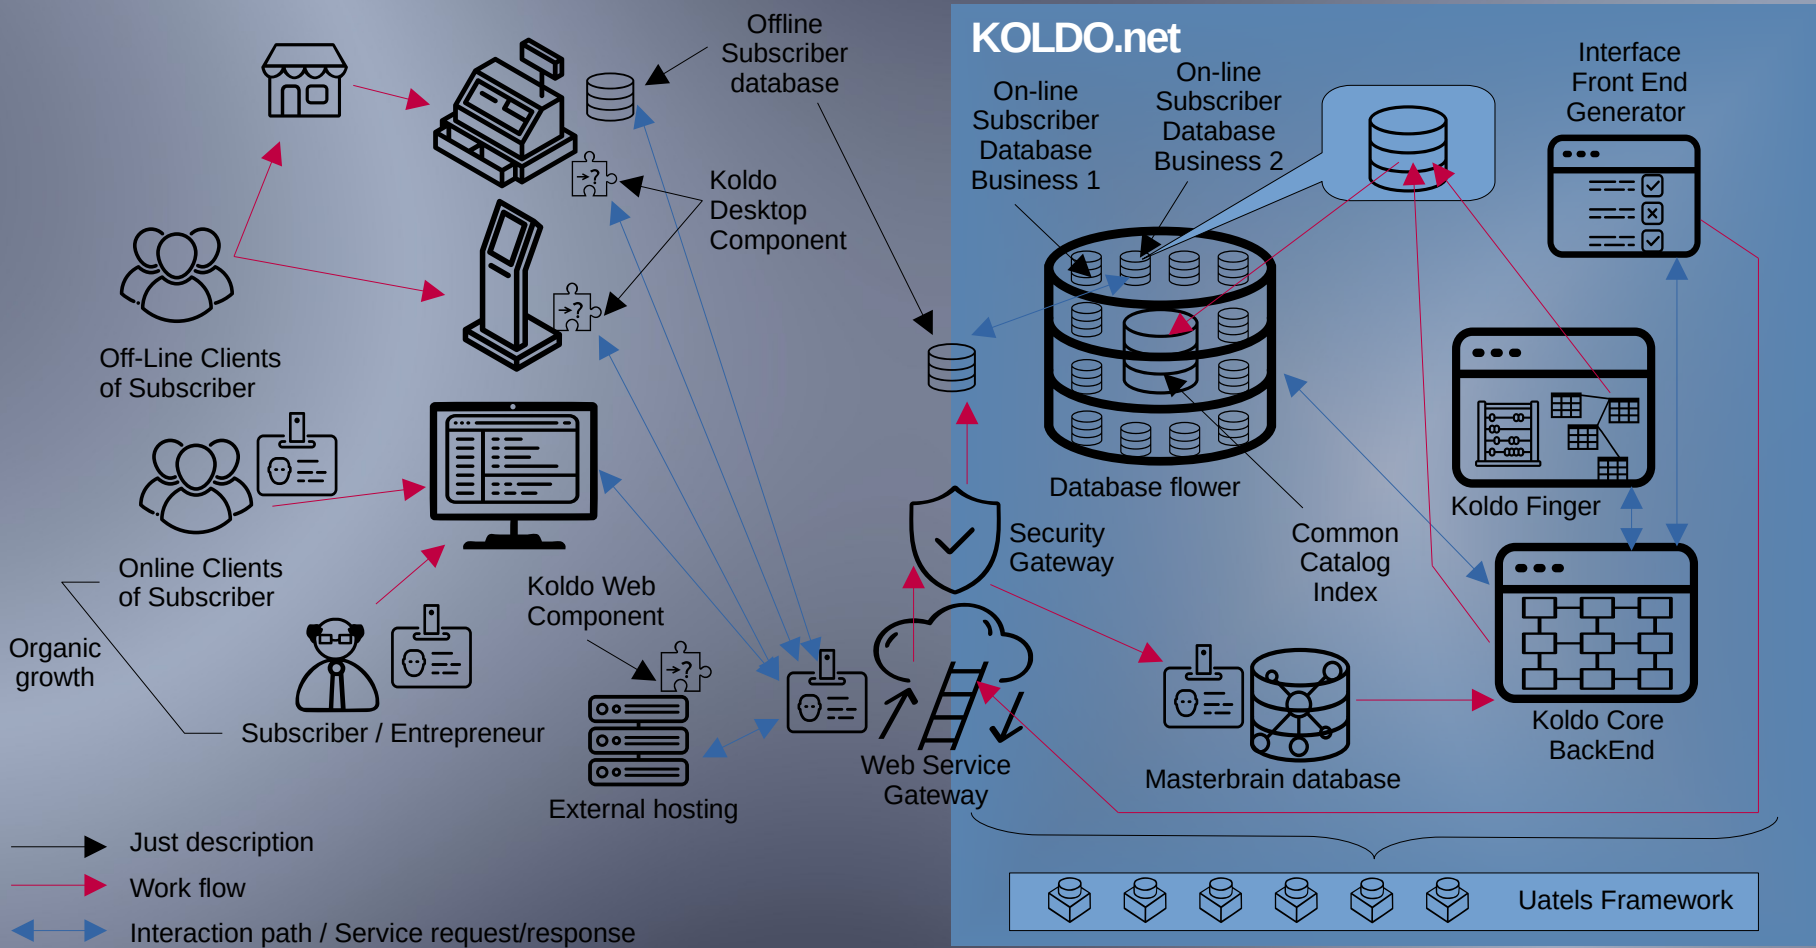 Offline
Subscriber
database
KOLDO.net
On-line
Subscriber
Database
Business 1
On-line
Subscriber
Database
Business 2
Interface
Front End
Generator
→?
Koldo
Desktop
Component
→?
Off-Line Clients
of Subscriber
Database flower
Koldo Finger
Security
Gateway
Common
Catalog
Index
Online Clients
of Subscriber
Koldo Web
Component
→?
Organic
growth
Subscriber / Entrepreneur
External hosting
Web Service
Gateway
Masterbrain database
Koldo Core
BackEnd
Just description
Work flow
Interaction path / Service request/response
Uatels Framework